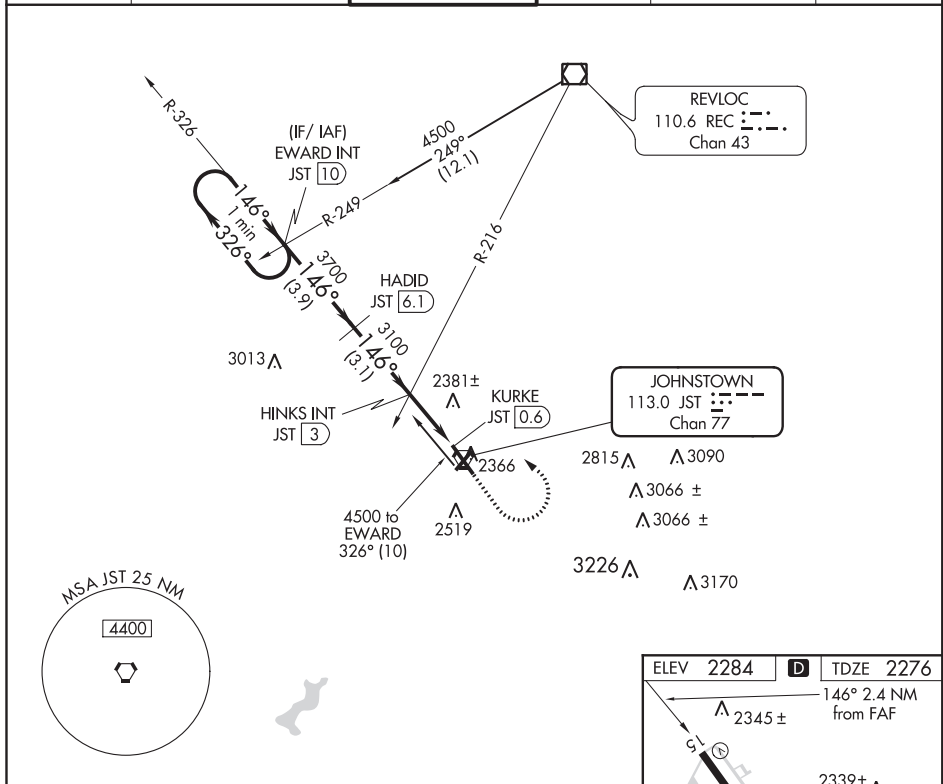 REVLOC
110.6 REC
Chan 43
R-326
(IF/ IAF)
EWARD INT
JST 10
4500
249°
(12.1)
R-249
146°
1 min
326°
R-216
3700
146°
(3.9)
HADID
JST 6.1
3100
146°
(3.1)
3013
2381±
HINKS INT
JST 3
KURKE
JST 0.6
JOHNSTOWN
113.0 JST
Chan 77
2366
2815
3090
3066 ±
3066 ±
4500 to
EWARD
326° (10)
2519
3226
3170
MSA JST 25 NM
4400
ELEV 2284 D TDZE 2276
146° 2.4 NM
from FAF
2345 ±
15
V
2339±